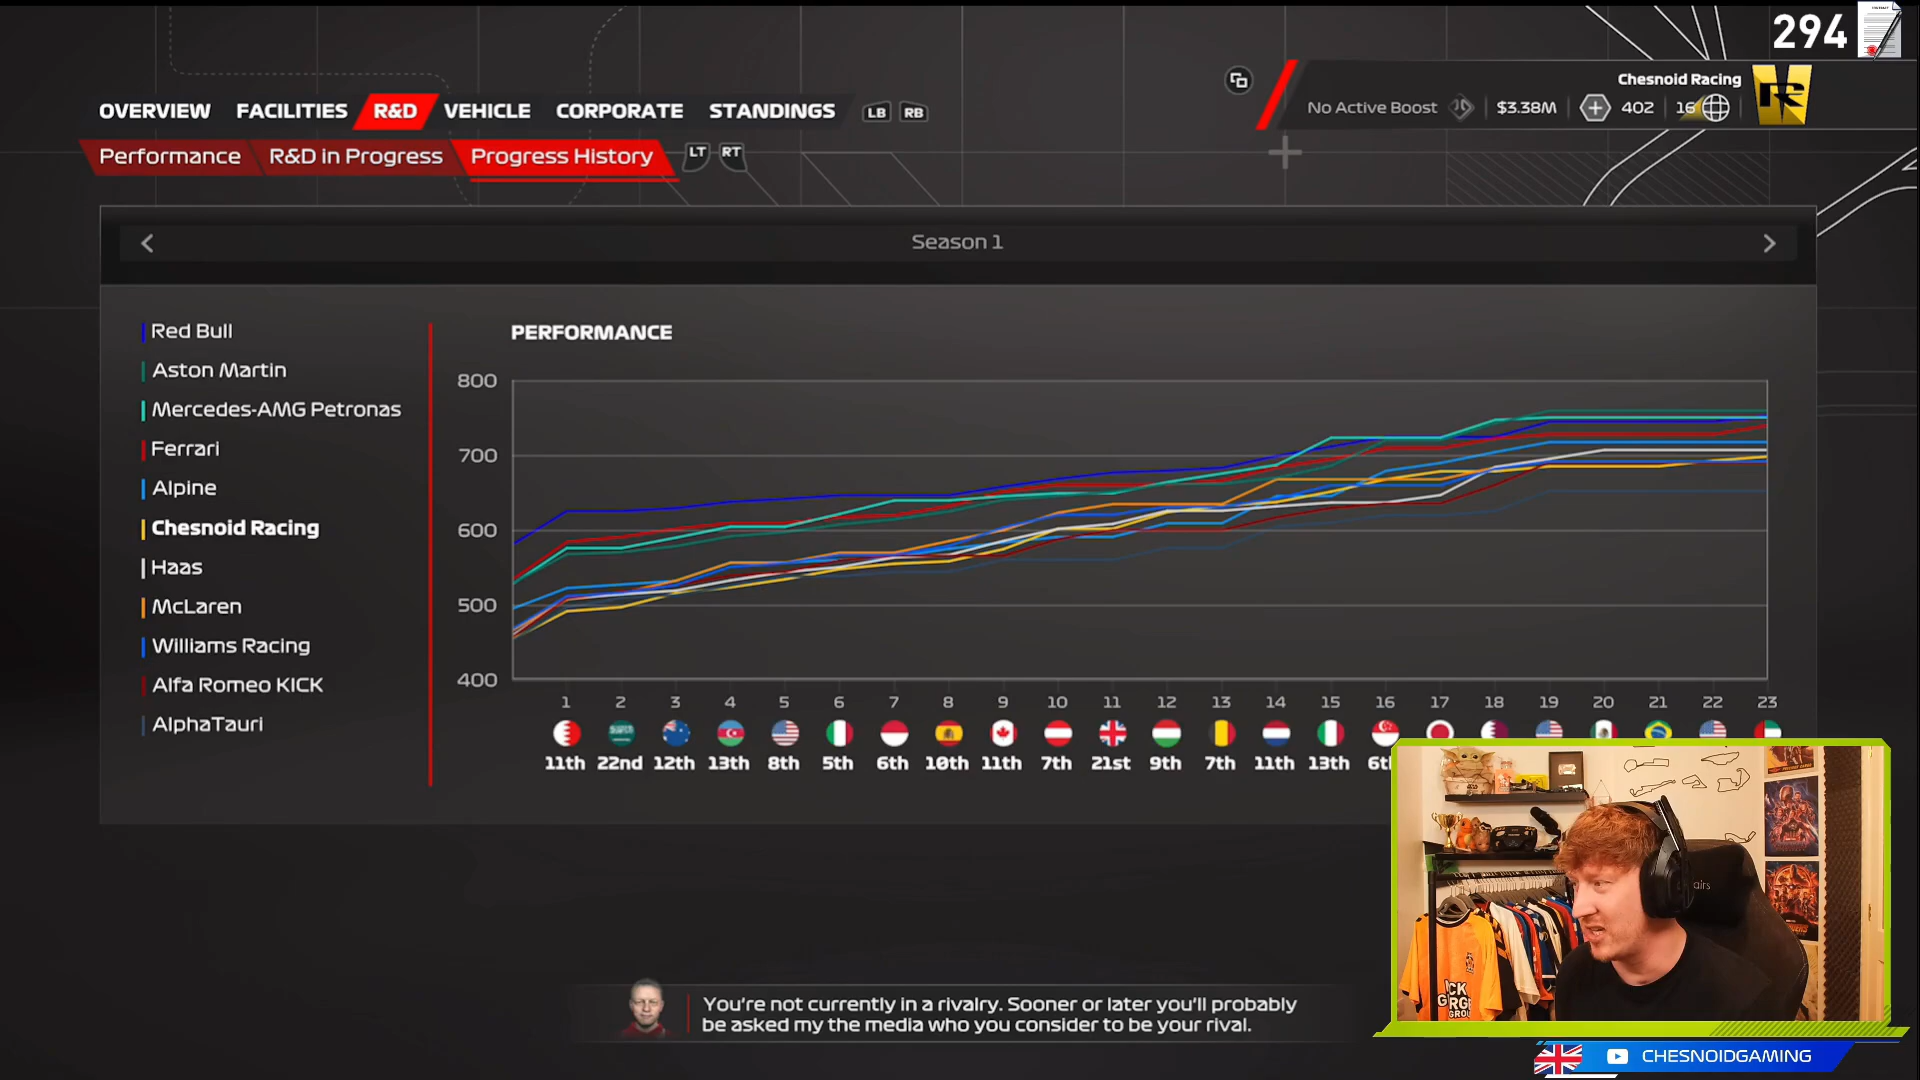 294
Chesnoid Racing
OVERVIEW FACILITIES R&D VEHICLE CORPORATE STANDINGS LB RB
No Active Boost $3.38M 402 16
Performance R&D in Progress Progress History LT RT
Season 1
Red Bull
Aston Martin
Mercedes-AMG Petronas
Ferrari
Alpine
Chesnoid Racing
Haas
McLaren
Williams Racing
Alfa Romeo KICK
AlphaTauri
PERFORMANCE
800
700
600
500
400
1 2 3 4 5 6 7 8 9 10 11 12 13 14 15 16 17 18 19 20 21 22 23
11th 22nd 12th 13th 8th 5th 6th 10th 11th 7th 21st 9th 7th 11th 13th 6th
airs
You're not currently in a rivalry. Sooner or later you'll probably
be asked my the media who you consider to be your rival.
CHESNOIDGAMING